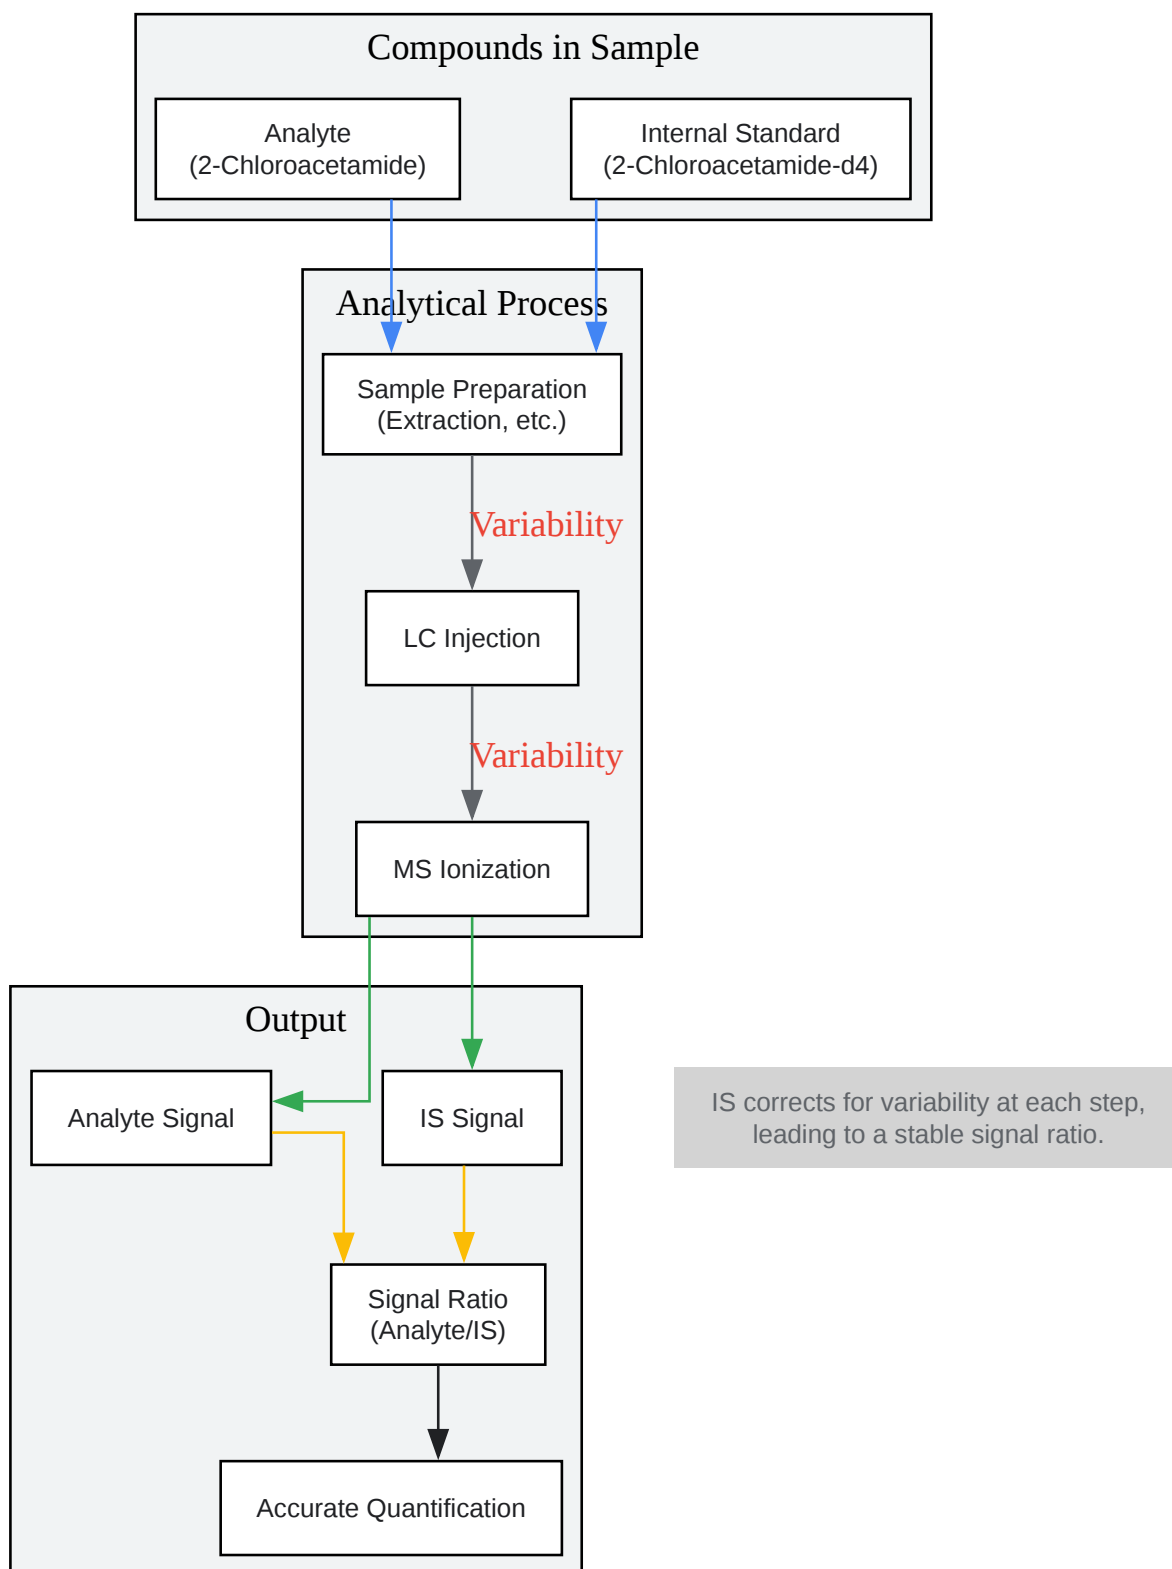 Compounds in Sample
Analyte
(2-Chloroacetamide)
Internal Standard
(2-Chloroacetamide-d4)
Analytical Process
Sample Preparation
(Extraction, etc.)
Variability
LC Injection
Variability
MS Ionization
Output
Analyte Signal
IS Signal
IS corrects for variability at each step,
leading to a stable signal ratio.
Signal Ratio
(Analyte/IS)
Accurate Quantification